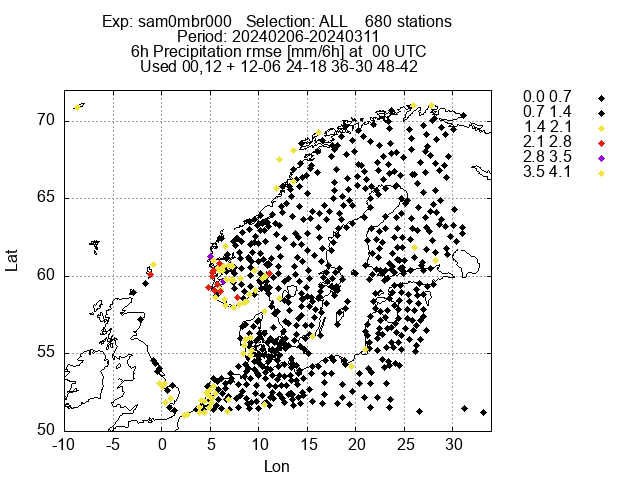 Exp: sam0mbr000   Selection: ALL    680 stations
Period: 20240206-20240311
6h Precipitation rmse [mm/6h] at  00 UTC
Used 00,12 + 12-06 24-18 36-30 48-42
0.0 0.7
0.7 1.4
1.4 2.1
2.1 2.8
2.8 3.5
3.5 4.1
70
65
60
55
50
Lat
-10 -5 0 5 10 15 20 25 30
Lon